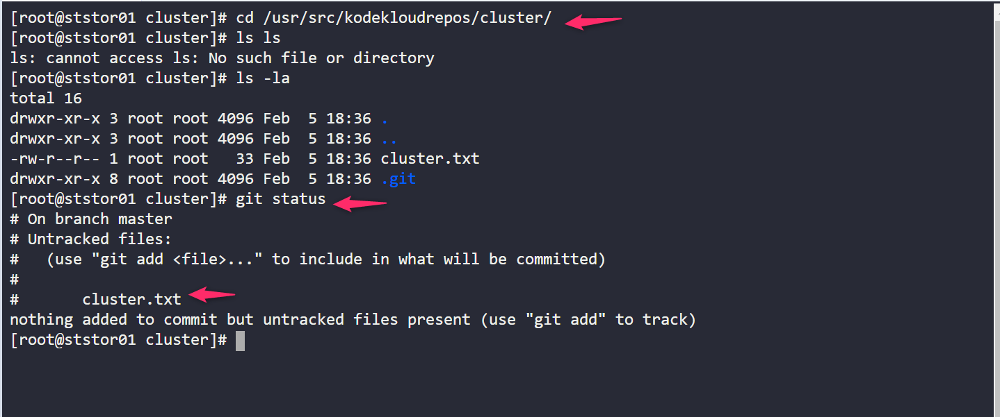 [root@ststor01 cluster]# cd /usr/src/kodekloudrepos/cluster/
[root@ststor01 cluster]# ls ls
ls: cannot access ls: No such file or directory
[root@ststor01 cluster]# ls -la
total 16
drwxr-xr-x 3 root root 4096 Feb  5 18:36 .
drwxr-xr-x 3 root root 4096 Feb  5 18:36 ..
-rw-r--r-- 1 root root   33 Feb  5 18:36 cluster.txt
drwxr-xr-x 8 root root 4096 Feb  5 18:36 .git
[root@ststor01 cluster]# git status
# On branch master
# Untracked files:
#   (use "git add <file>..." to include in what will be committed)
#
#       cluster.txt
nothing added to commit but untracked files present (use "git add" to track)
[root@ststor01 cluster]#